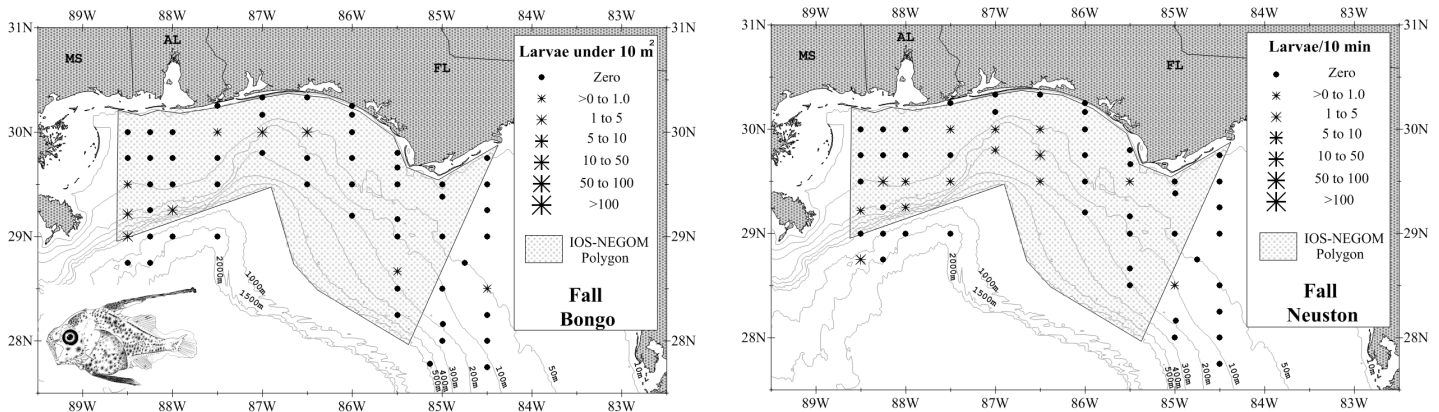 89W 88W 87W 86W 85W 84W 83W
31N 31N
MS AL FL
Larvae under 10 m²
Zero
>0 to 1.0
1 to 5
5 to 10
10 to 50
50 to 100
>100
IOS-NEGOM
Polygon
Fall
Bongo
30N 30N
29N 29N
28N 28N
2000m 1000m
1500m
500m 400m 300m 200m 100m 50m 10m
89W 88W 87W 86W 85W 84W 83W
89W 88W 87W 86W 85W 84W 83W
31N 31N
MS AL FL
Larvae/10 min
Zero
>0 to 1.0
1 to 5
5 to 10
10 to 50
50 to 100
>100
IOS-NEGOM
Polygon
Fall
Neuston
30N 30N
29N 29N
28N 28N
2000m 1000m
1500m
500m 400m 300m 200m 100m 50m 10m
89W 88W 87W 86W 85W 84W 83W